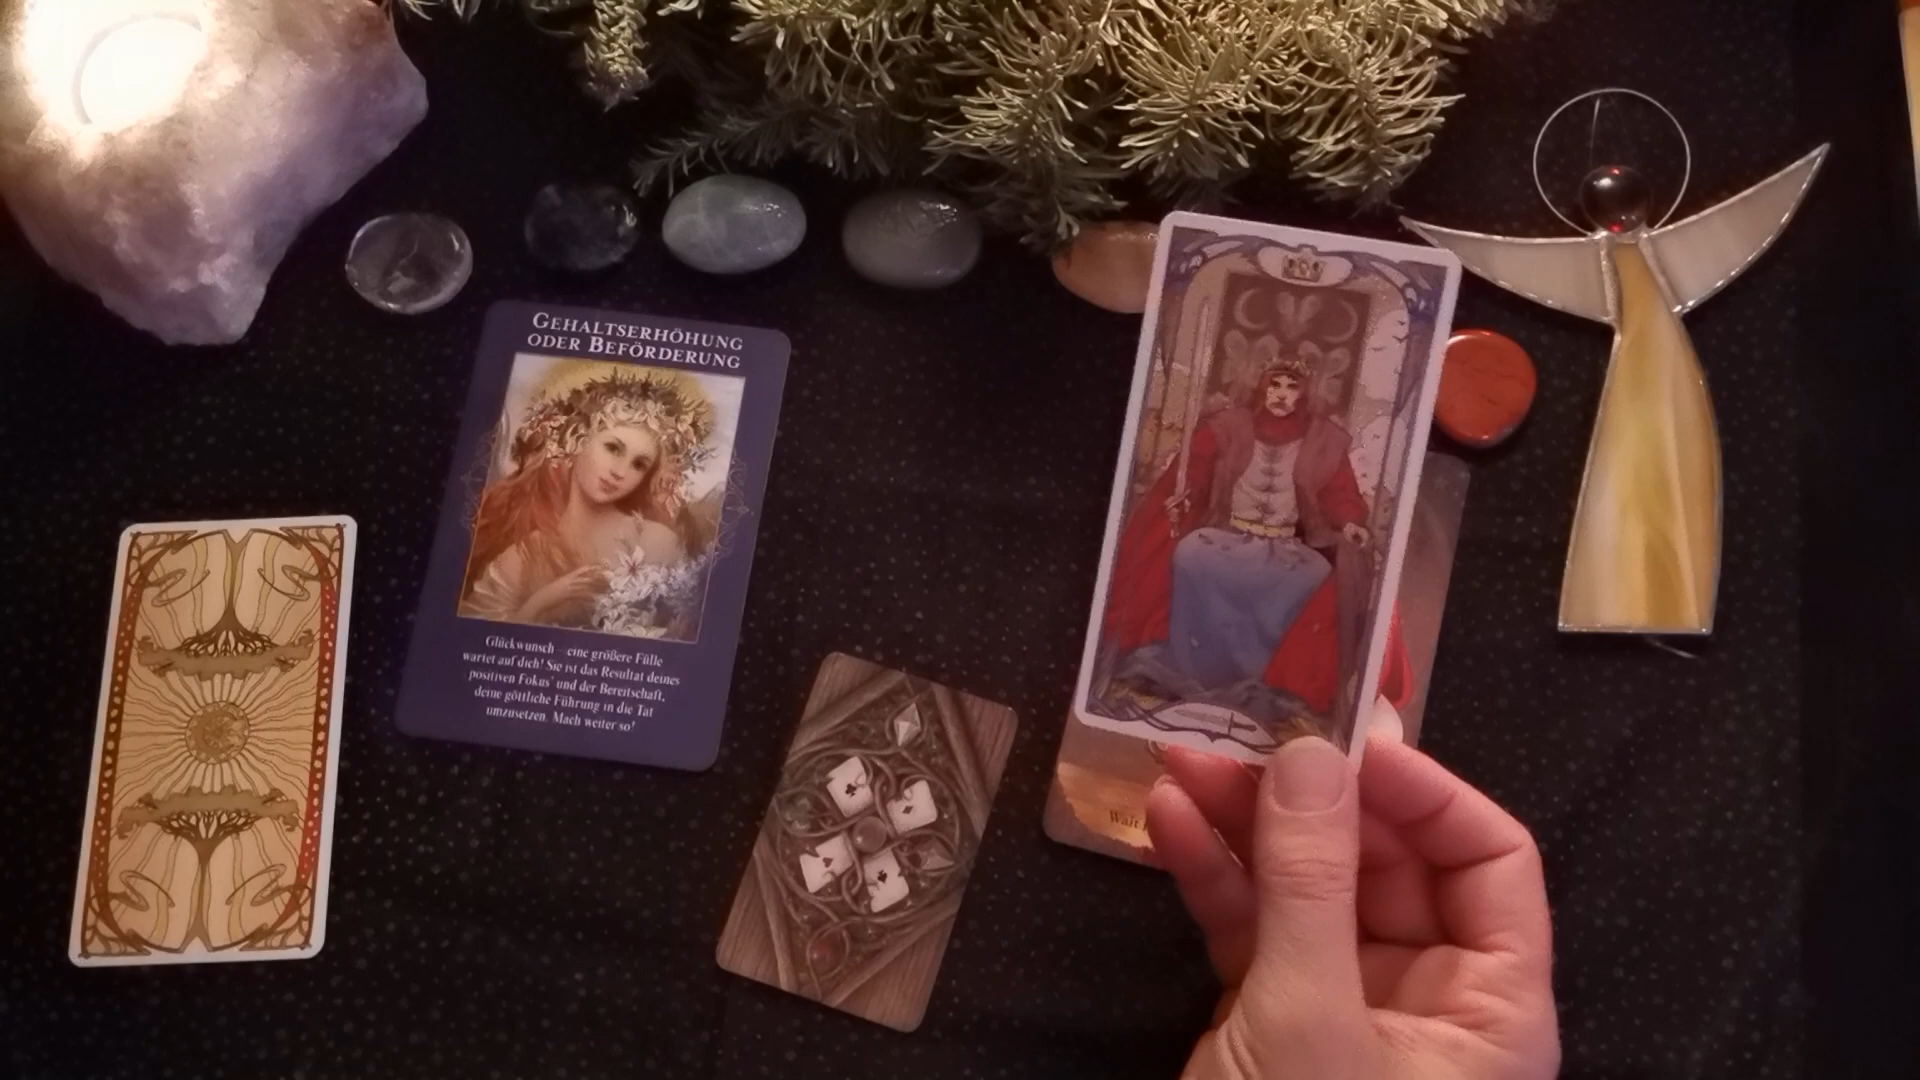 GEHALTSERHÖHUNG
ODER BEFÖRDERUNG
Glückwunsch – eine größere Fülle
wartet auf dich! Sie ist das Resultat deines
positiven Fokus' und der Bereitschaft,
deine göttliche Führung in die Tat
umzusetzen. Mach weiter so!
Wait